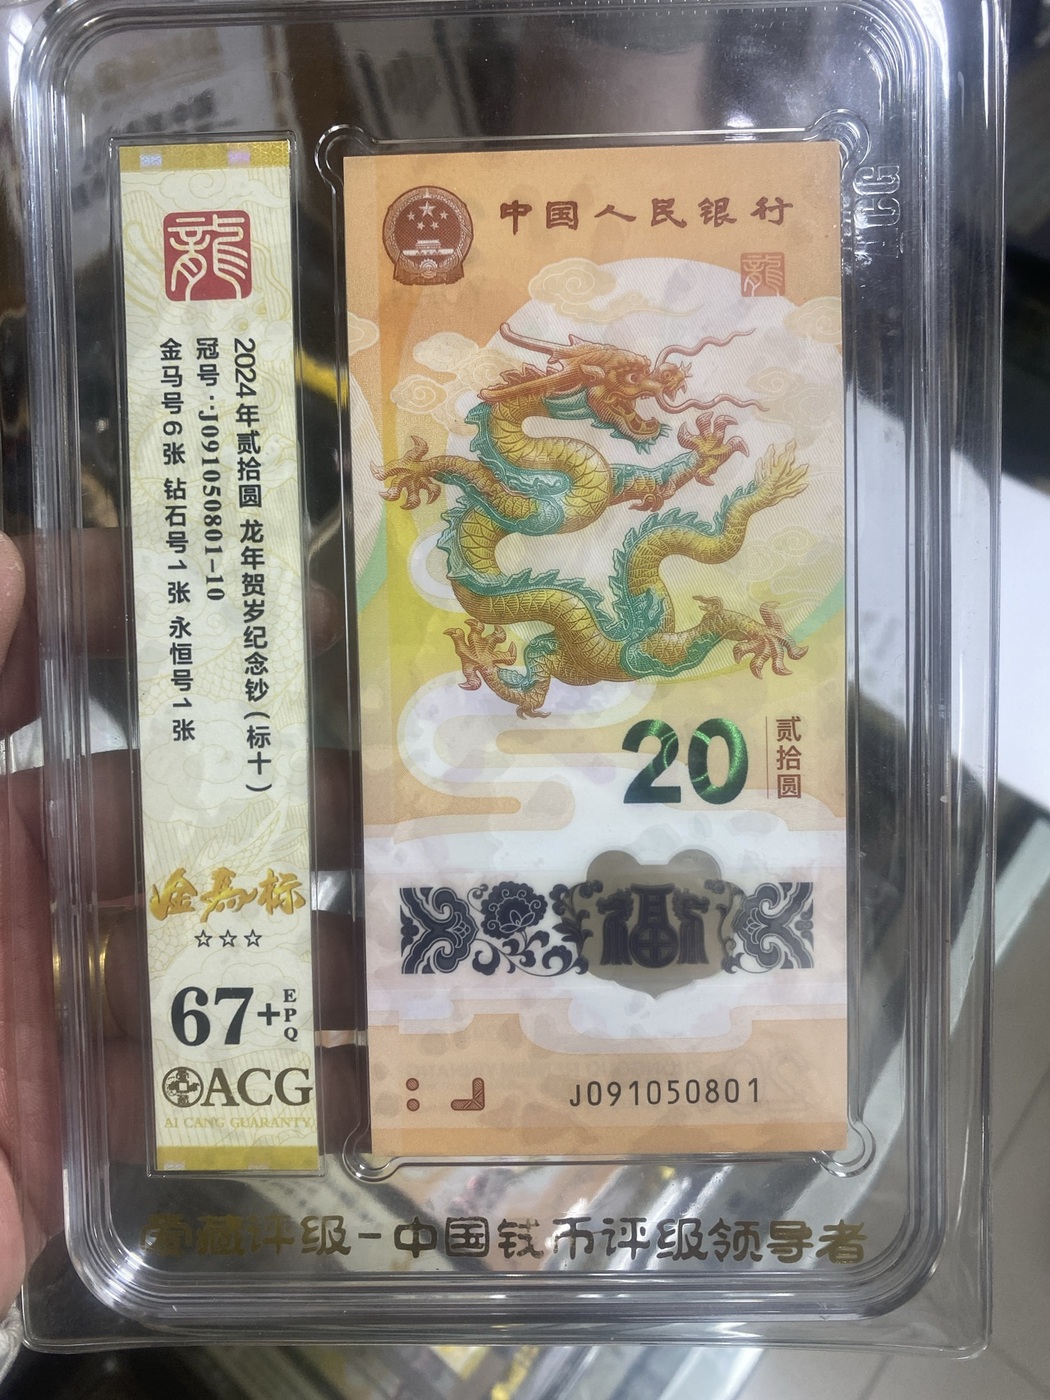 龍
2024年贰拾圆 龙年贺岁纪念钞(标十)
冠号:J091050801-10
金马号6张 钻石号1张 永恒号1张
金马标
☆☆☆
67+EPQ
ACG
AI CANG GUARANTY
中国人民银行
龍
20
贰拾圆
福
J091050801
ACG
爱藏评级-中国钱币评级领导者